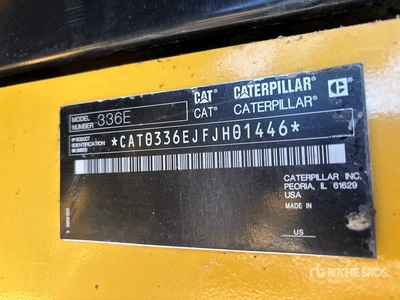 MODEL NUMBER 336E
CAT CATERPILLAR
CAT® CATERPILLAR®
PRODUCT IDENTIFICATION NUMBER *CAT0336EJFJH01446*
CATERPILLAR INC.
PEORIA, IL 61629
USA
MADE IN
US
RITCHIE BROS.